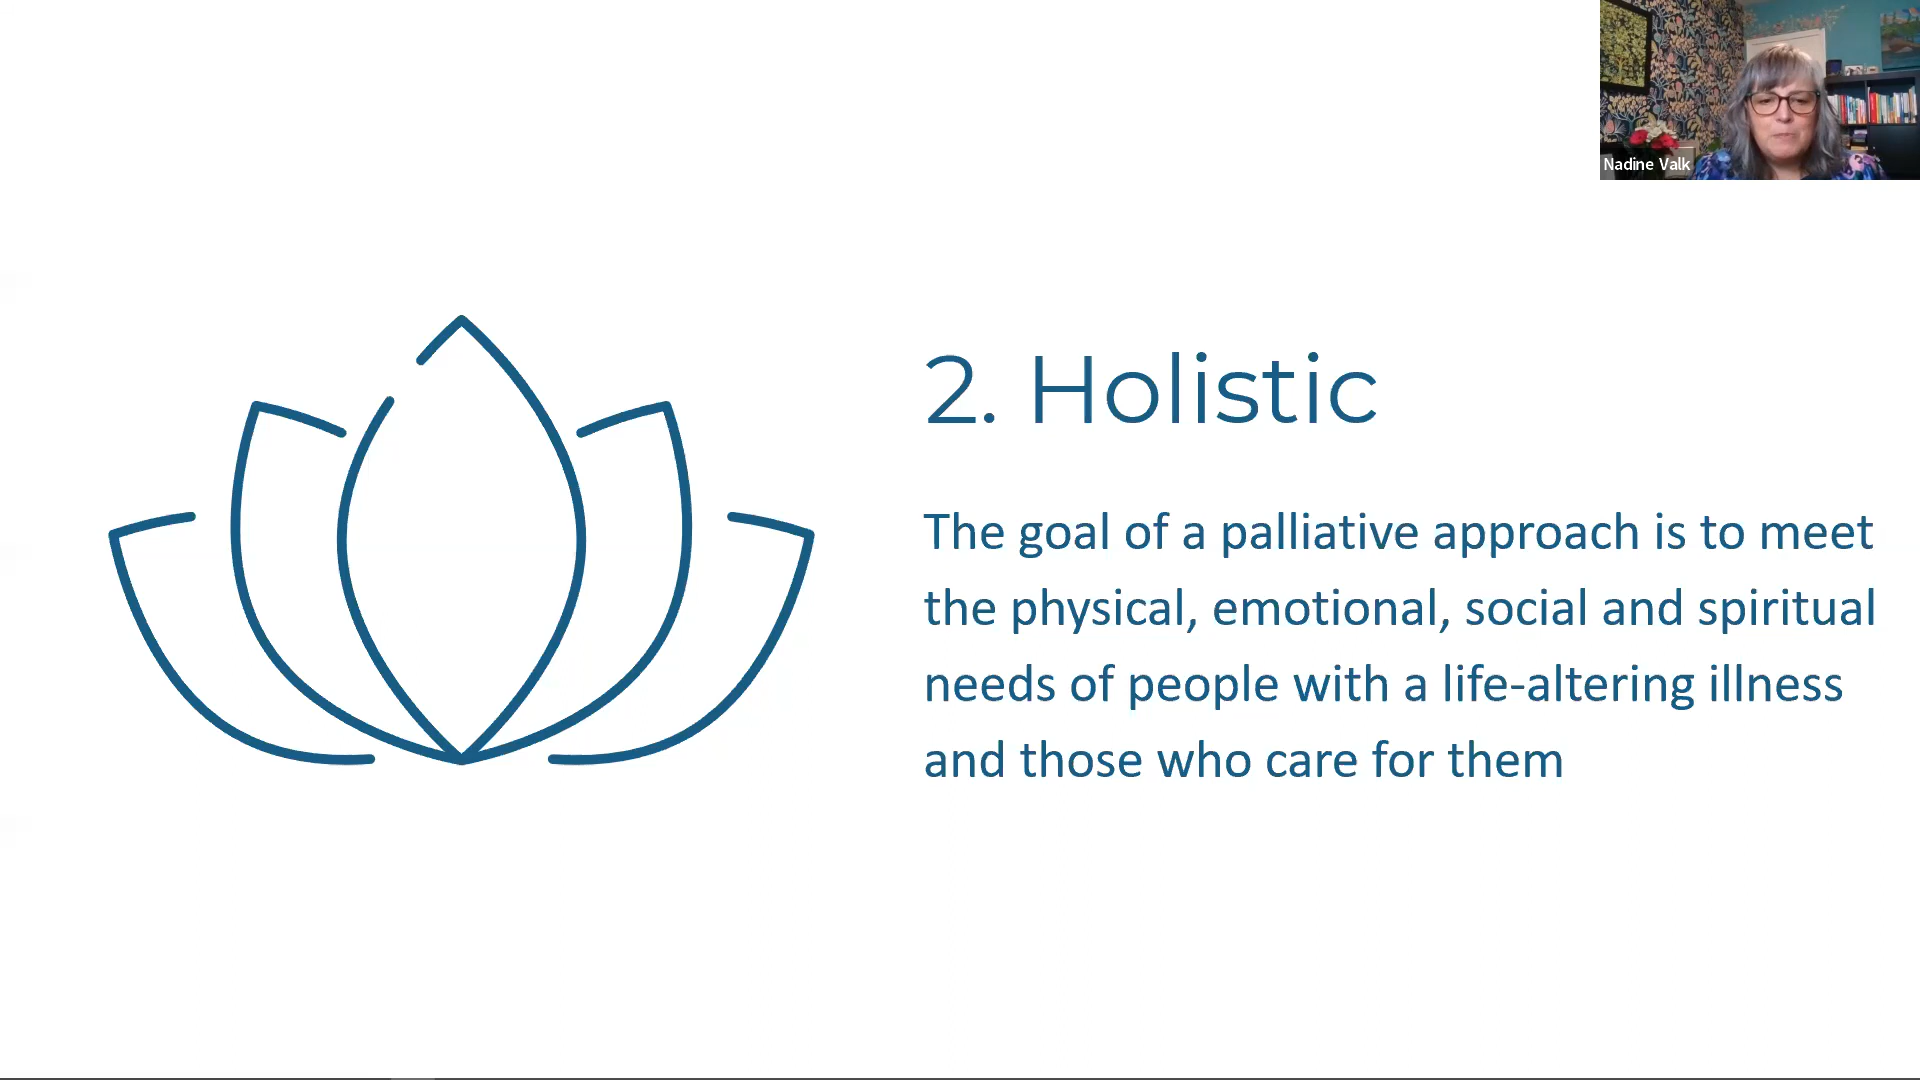 Nadine Valk
2. Holistic
The goal of a palliative approach is to meet
the physical, emotional, social and spiritual
needs of people with a life-altering illness
and those who care for them